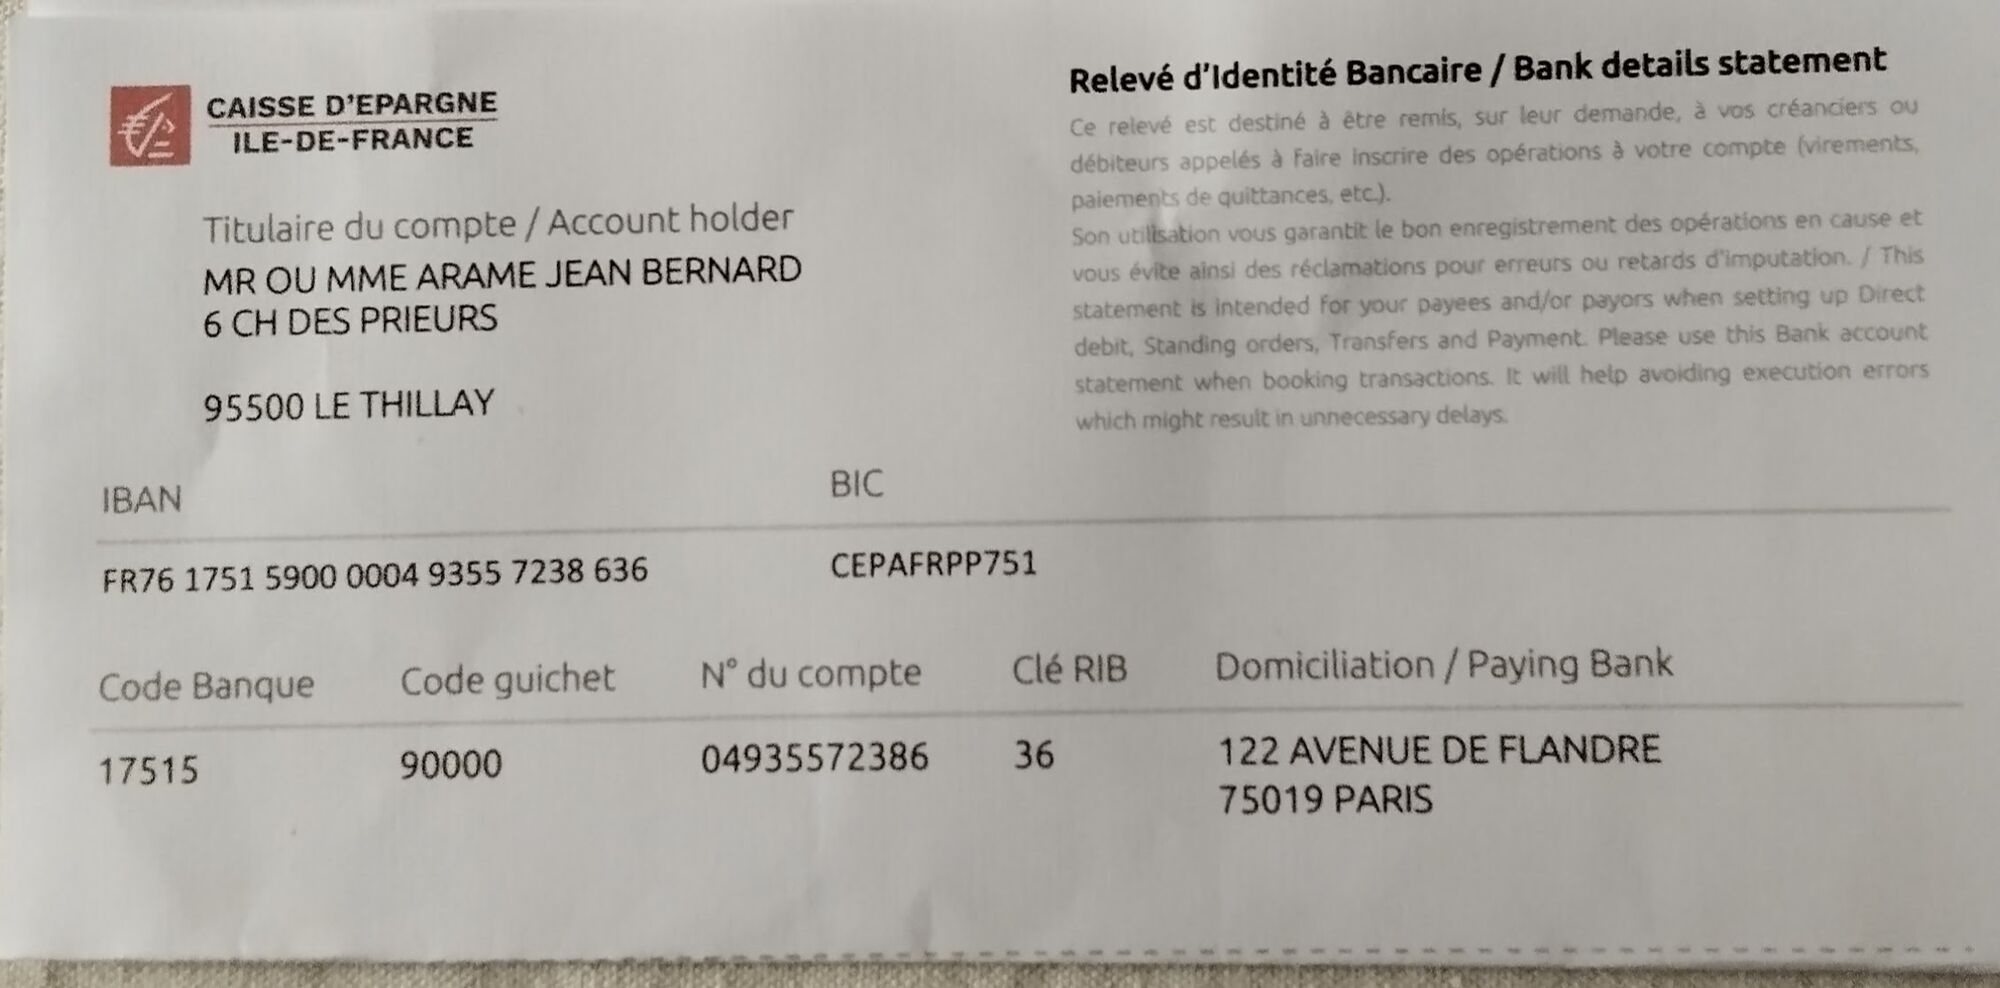 CAISSE D'EPARGNE
ILE-DE-FRANCE
Titulaire du compte / Account holder
MR OU MME ARAME JEAN BERNARD
6 CH DES PRIEURS
95500 LE THILLAY
Relevé d'Identité Bancaire / Bank details statement
Ce relevé est destiné à être remis, sur leur demande, à vos créanciers ou
débiteurs appelés à faire inscrire des opérations à votre compte (virements,
paiements de quittances, etc.).
Son utilisation vous garantit le bon enregistrement des opérations en cause et
vous évite ainsi des réclamations pour erreurs ou retards d'imputation. / This
statement is intended for your payees and/or payors when setting up Direct
debit, Standing orders, Transfers and Payment. Please use this Bank account
statement when booking transactions. It will help avoiding execution errors
which might result in unnecessary delays.
IBAN BIC
FR76 1751 5900 0004 9355 7238 636 CEPAFRPP751
Code Banque Code guichet N° du compte Clé RIB Domiciliation / Paying Bank
17515 90000 04935572386 36 122 AVENUE DE FLANDRE
75019 PARIS